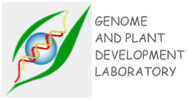 GENOME
AND PLANT
DEVELOPMENT
LABORATORY